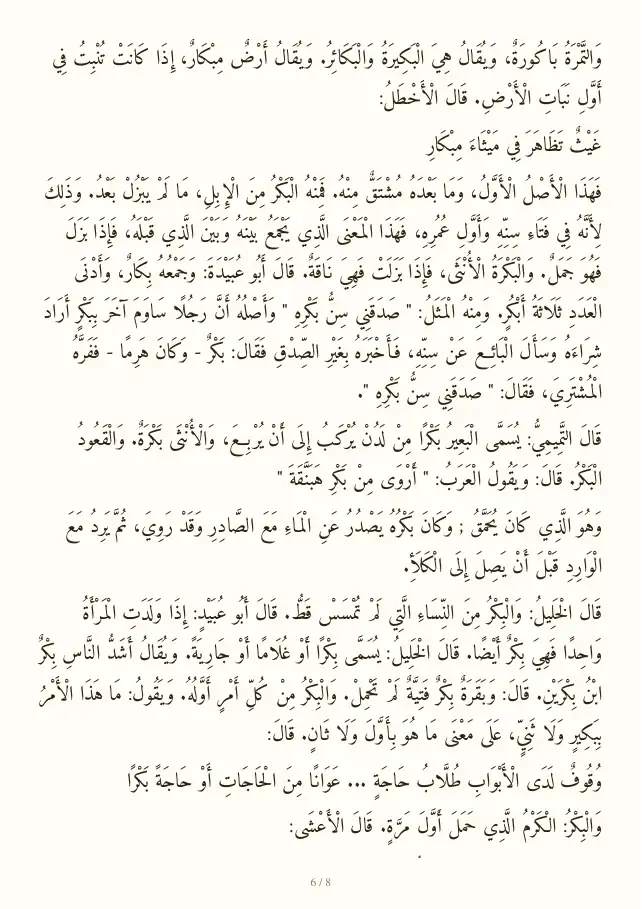 وَالتَّمْرَةُ بَاكُورَةٌ، وَيُقَالُ هِيَ الْبَكِيرَةُ وَالْبَكَائِرُ. وَيُقَالُ أَرْضٌ مِبْكَارٌ، إِذَا كَانَتْ تُنْبِتُ فِي
أَوَّلِ نَبَاتِ الْأَرْضِ. قَالَ الْأَخْطَلُ:
غَيْثٌ تَظَاهَرَ فِي مَيْثَاءَ مِبْكَارِ
فَهَذَا الْأَصْلُ الْأَوَّلُ، وَمَا بَعْدَهُ مُشْتَقٌّ مِنْهُ. فَمِنْهُ الْبَكْرُ مِنَ الْإِبِلِ، مَا لَمْ يَبْزُلْ بَعْدُ. وَذَلِكَ
لِأَنَّهُ فِي فَتَاءِ سِنِّهِ وَأَوَّلِ عُمُرِهِ، فَهَذَا الْمَعْنَى الَّذِي يَجْمَعُ بَيْنَهُ وَبَيْنَ الَّذِي قَبْلَهُ، فَإِذَا بَزَلَ
فَهُوَ جَمَلٌ. وَالْبَكْرَةُ الْأُنْثَى، فَإِذَا بَزَلَتْ فَهِيَ نَاقَةٌ. قَالَ أَبُو عُبَيْدَةَ: وَجَمْعُهُ بِكَارٌ، وَأَدْنَى
الْعَدَدِ ثَلَاثَةُ أَبْكُرٍ. وَمِنْهُ الْمَثَلُ: " صَدَقَنِي سِنُّ بَكْرِهِ " وَأَصْلُهُ أَنَّ رَجُلًا سَاوَمَ آخَرَ بِبَكْرٍ أَرَادَ
شِرَاءَهُ وَسَأَلَ الْبَائِعَ عَنْ سِنِّهِ، فَأَخْبَرَهُ بِغَيْرِ الصِّدْقِ فَقَالَ: بَكْرٌ - وَكَانَ هَرِمًا - فَفَرَّهُ
الْمُشْتَرِي، فَقَالَ: " صَدَقَنِي سِنُّ بَكْرِهِ ".
قَالَ التَّمِيمِيُّ: يُسَمَّى الْبَعِيرُ بَكْرًا مِنْ لَدُنْ يُرْكَبُ إِلَى أَنْ يُرْبِعَ، وَالْأُنْثَى بَكْرَةٌ. وَالْقَعُودُ
الْبَكْرُ. قَالَ: وَيَقُولُ الْعَرَبُ: " أَرْوَى مِنْ بَكْرِ هَبَنَّقَةَ "
وَهُوَ الَّذِي كَانَ يُحَمَّقُ ; وَكَانَ بَكْرُهُ يَصْدُرُ عَنِ الْمَاءِ مَعَ الصَّادِرِ وَقَدْ رَوِيَ، ثُمَّ يَرِدُ مَعَ
الْوَارِدِ قَبْلَ أَنْ يَصِلَ إِلَى الْكَلَأِ.
قَالَ الْخَلِيلُ: وَالْبِكْرُ مِنَ النِّسَاءِ الَّتِي لَمْ تُمْسَسْ قَطُّ. قَالَ أَبُو عُبَيْدٍ: إِذَا وَلَدَتِ الْمَرْأَةُ
وَاحِدًا فَهِيَ بِكْرٌ أَيْضًا. قَالَ الْخَلِيلُ: يُسَمَّى بِكْرًا أَوْ غُلَامًا أَوْ جَارِيَةً. وَيُقَالُ أَشَدُّ النَّاسِ بِكْرٌ
ابْنُ بِكْرَيْنِ. قَالَ: وَبَقَرَةٌ بِكْرٌ فَتِيَّةٌ لَمْ تَحْمِلْ. وَالْبِكْرُ مِنْ كُلِّ أَمْرٍ أَوَّلُهُ. وَيَقُولُ: مَا هَذَا الْأَمْرُ
بِبِكِيرٍ وَلَا ثَنِيٍّ، عَلَى مَعْنَى مَا هُوَ بِأَوَّلَ وَلَا ثَانٍ. قَالَ:
وُقُوفٌ لَدَى الْأَبْوَابِ طُلَّابُ حَاجَةٍ ... عَوَانًا مِنَ الْحَاجَاتِ أَوْ حَاجَةً بَكْرًا
وَالْبِكْرُ: الْكَرْمُ الَّذِي حَمَلَ أَوَّلَ مَرَّةٍ. قَالَ الْأَعْشَى:
6 / 8